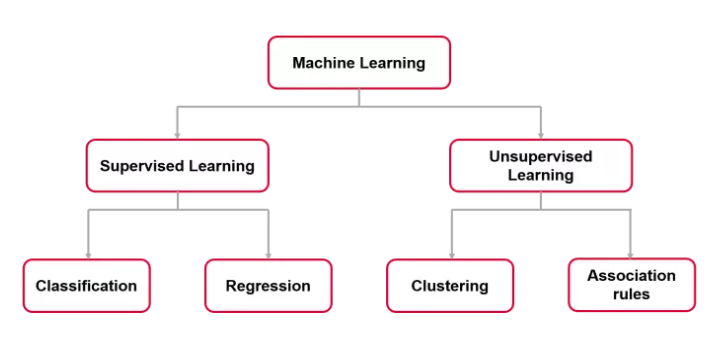 Machine Learning
Supervised Learning
Unsupervised
Learning
Classification
Regression
Clustering
Association
rules